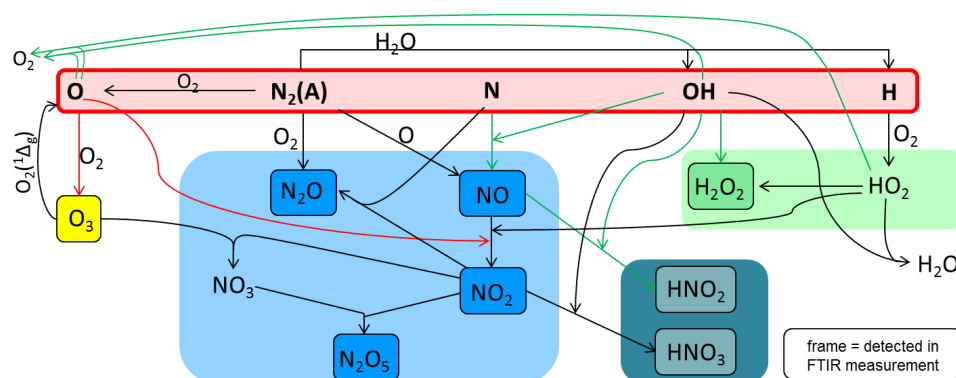 H₂O
O₂
O
O₂
N₂(A)
N
OH
H
O₂(¹Δg)
O₂
O₂
O
O₂
N₂O
NO
H₂O₂
HO₂
O₃
H₂O
NO₃
NO₂
HNO₂
N₂O₅
HNO₃
frame = detected in
FTIR measurement